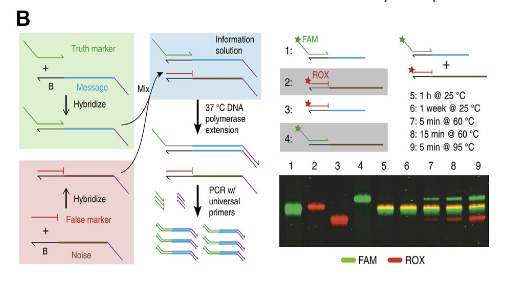 B
Truth marker
+
B
Message
Hybridize
Mix
Hybridize
False marker
+
B
Noise
Information
solution
37 °C DNA
polymerase
extension
PCR w/
universal
primers
1:
FAM
2:
ROX
3:
4:
+
5: 1 h @ 25 °C
6: 1 week @ 25 °C
7: 5 min @ 60 °C
8: 15 min @ 60 °C
9: 5 min @ 95 °C
1 2 3 4 5 6 7 8 9
FAM ROX